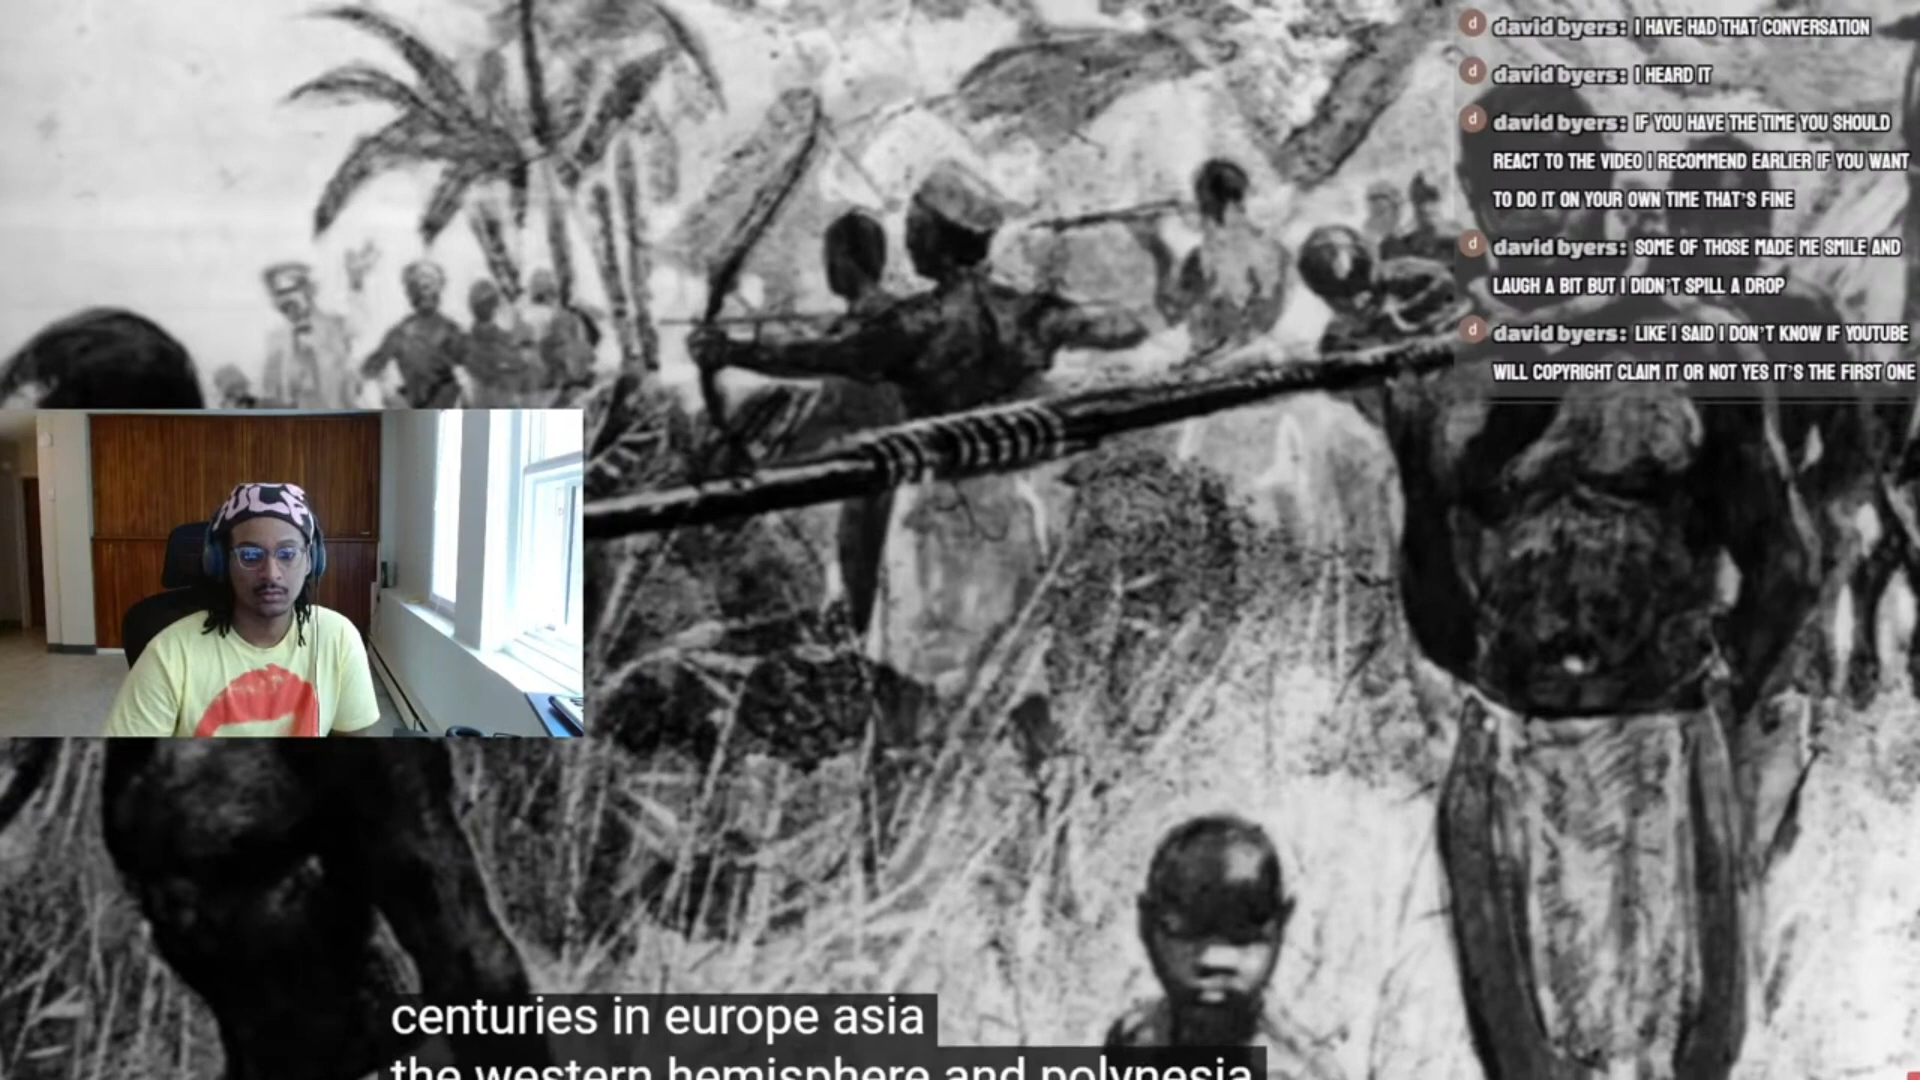 david byers: I HAVE HAD THAT CONVERSATION
david byers: I HEARD IT
david byers: IF YOU HAVE THE TIME YOU SHOULD
REACT TO THE VIDEO I RECOMMEND EARLIER IF YOU WANT
TO DO IT ON YOUR OWN TIME THAT'S FINE
david byers: SOME OF THOSE MADE ME SMILE AND
LAUGH A BIT BUT I DIDN'T SPILL A DROP
david byers: LIKE I SAID I DON'T KNOW IF YOUTUBE
WILL COPYRIGHT CLAIM IT OR NOT YES IT'S THE FIRST ONE
centuries in europe asia
the western hemisphere and polynesia